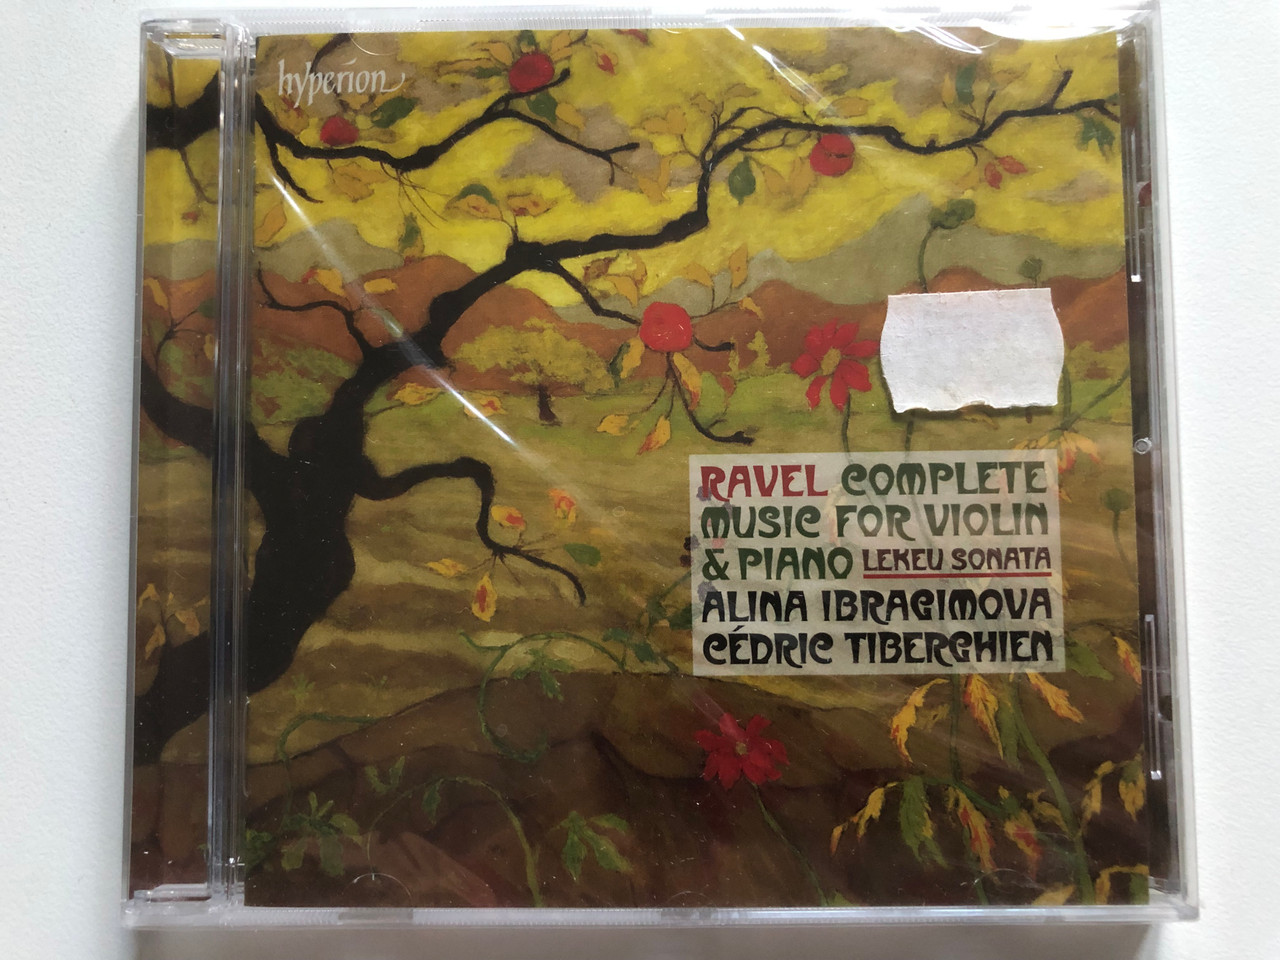 hyperion
RAVEL COMPLETE
MUSIC FOR VIOLIN
& PIANO LEKEU SONATA
ALINA IBRAGIMOVA
CÉDRIC TIBERGHIEN